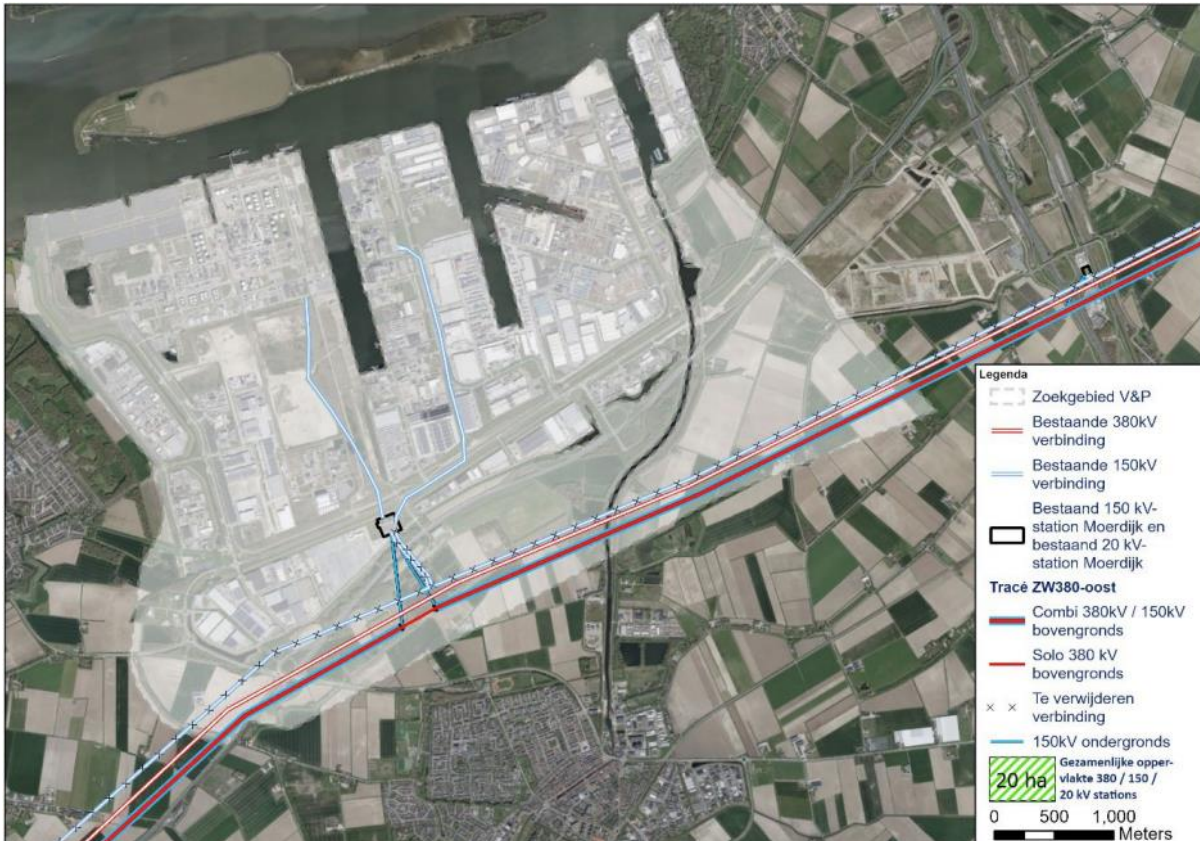 Legenda
Zoekgebied V&P
Bestaande 380kV
verbinding
Bestaande 150kV
verbinding
Bestaand 150 kV-
station Moerdijk en
bestaand 20 kV-
station Moerdijk
Tracé ZW380-oost
Combi 380kV / 150kV
bovengronds
Solo 380 kV
bovengronds
Te verwijderen
verbinding
150kV ondergronds
20 ha
Gezamenlijke opper-
vlakte 380 / 150 /
20 kV stations
0 500 1,000
Meters